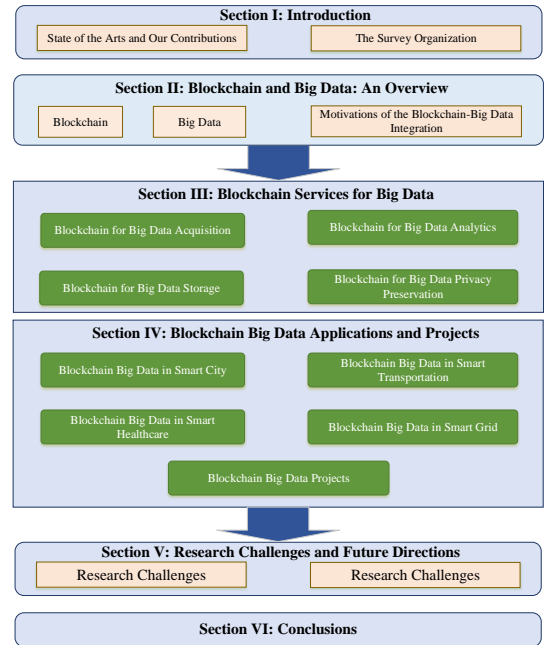 Section I: Introduction
State of the Arts and Our Contributions
The Survey Organization
Section II: Blockchain and Big Data: An Overview
Blockchain
Big Data
Motivations of the Blockchain-Big Data
Integration
Section III: Blockchain Services for Big Data
Blockchain for Big Data Acquisition
Blockchain for Big Data Analytics
Blockchain for Big Data Storage
Blockchain for Big Data Privacy
Preservation
Section IV: Blockchain Big Data Applications and Projects
Blockchain Big Data in Smart City
Blockchain Big Data in Smart
Transportation
Blockchain Big Data in Smart
Healthcare
Blockchain Big Data in Smart Grid
Blockchain Big Data Projects
Section V: Research Challenges and Future Directions
Research Challenges
Research Challenges
Section VI: Conclusions